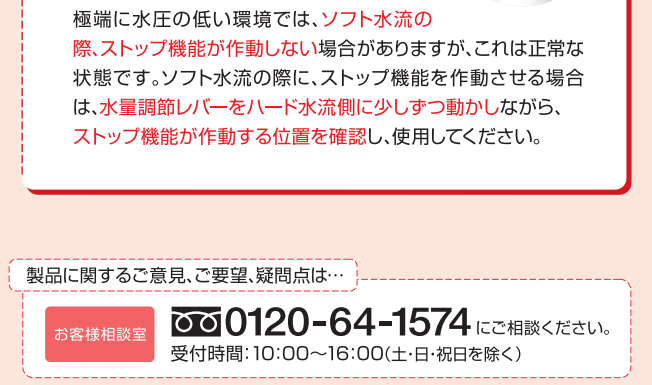 極端に水圧の低い環境では、ソフト水流の
際、ストップ機能が作動しない場合がありますが、これは正常な
状態です。ソフト水流の際に、ストップ機能を作動させる場合
は、水量調節レバーをハード水流側に少しずつ動かしながら、
ストップ機能が作動する位置を確認し、使用してください。
製品に関するご意見、ご要望、疑問点は…
お客様相談室
0120-64-1574にご相談ください。
受付時間：10:00～16:00（土・日・祝日を除く）